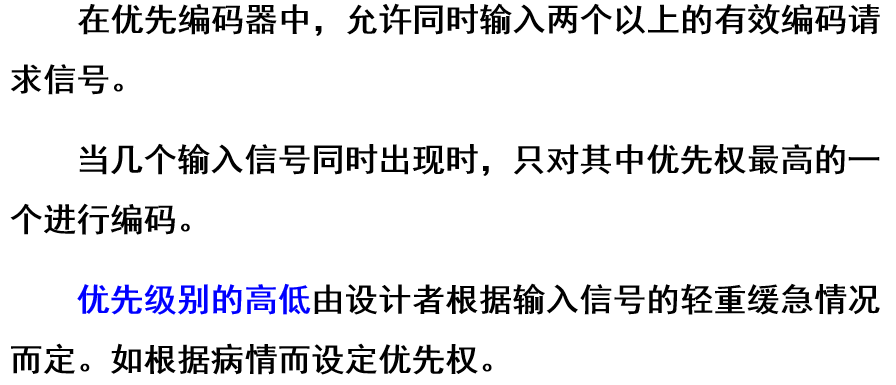 在优先编码器中，允许同时输入两个以上的有效编码请
求信号。
当几个输入信号同时出现时，只对其中优先权最高的一
个进行编码。
优先级别的高低由设计者根据输入信号的轻重缓急情况
而定。如根据病情而设定优先权。